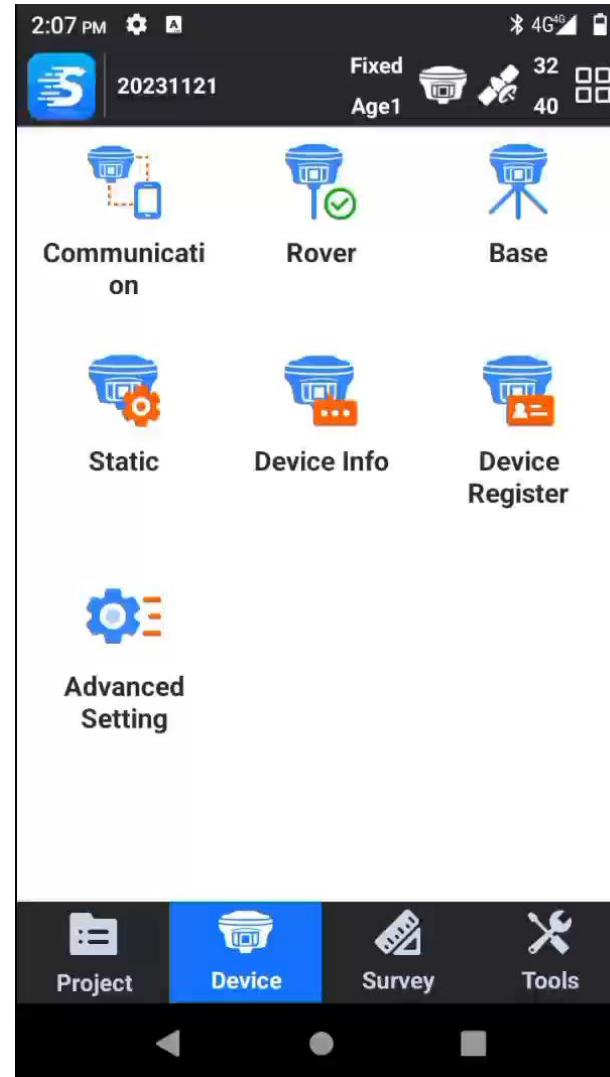 2:07 PM A 4G 4G
20231121 Fixed 32
Age1 40
Communicati
on
Rover
Base
Static
Device Info
Device
Register
Advanced
Setting
Project
Device
Survey
Tools